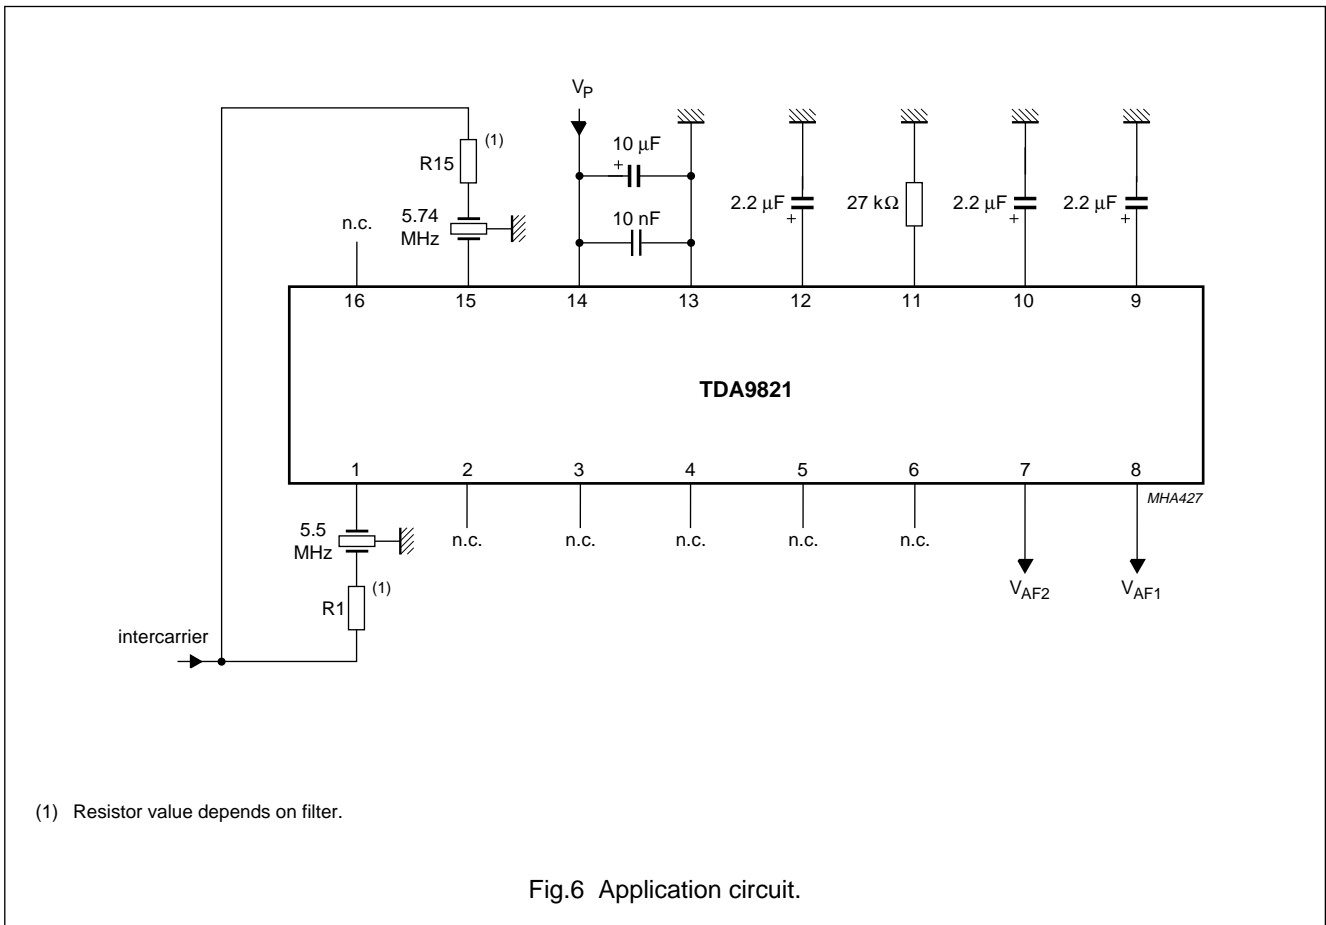 V_P
(1)
10 μF
+
R15
2.2 μF
+
27 kΩ
2.2 μF
+
2.2 μF
+
n.c.
5.74
MHz
10 nF
16 15 14 13 12 11 10 9
TDA9821
1 2 3 4 5 6 7 8
MHA427
5.5
MHz
n.c. n.c. n.c. n.c. n.c.
V_AF2 V_AF1
(1)
R1
intercarrier
(1) Resistor value depends on filter.
Fig.6 Application circuit.